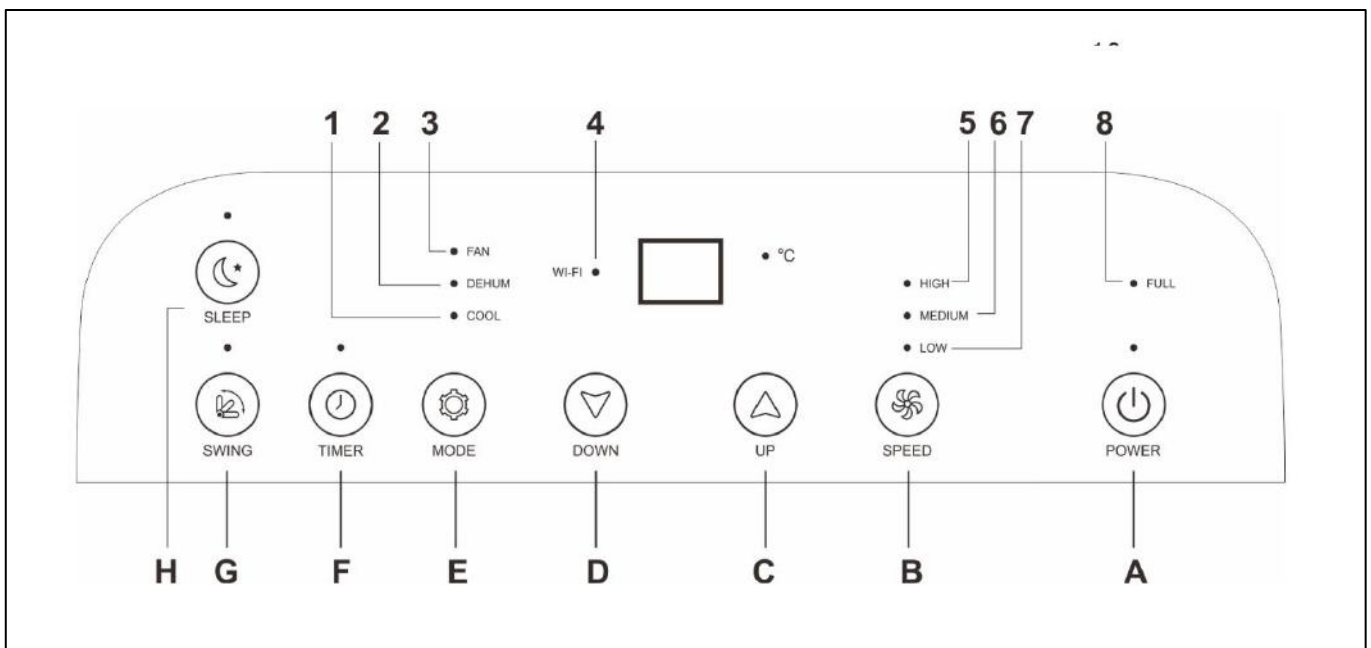 1 2 3 4 5 6 7 8
FAN
WI-FI
°C
DEHUM
HIGH
FULL
SLEEP
COOL
MEDIUM
LOW
SWING TIMER MODE DOWN UP SPEED POWER
H G F E D C B A